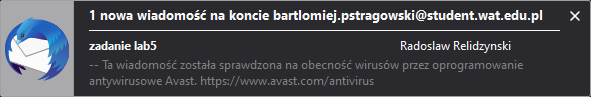 1 nowa wiadomość na koncie bartlomiej.pstragowski@student.wat.edu.pl
zadanie lab5 Radoslaw Relidzynski
-- Ta wiadomość została sprawdzona na obecność wirusów przez oprogramowanie
antywirusowe Avast. https://www.avast.com/antivirus